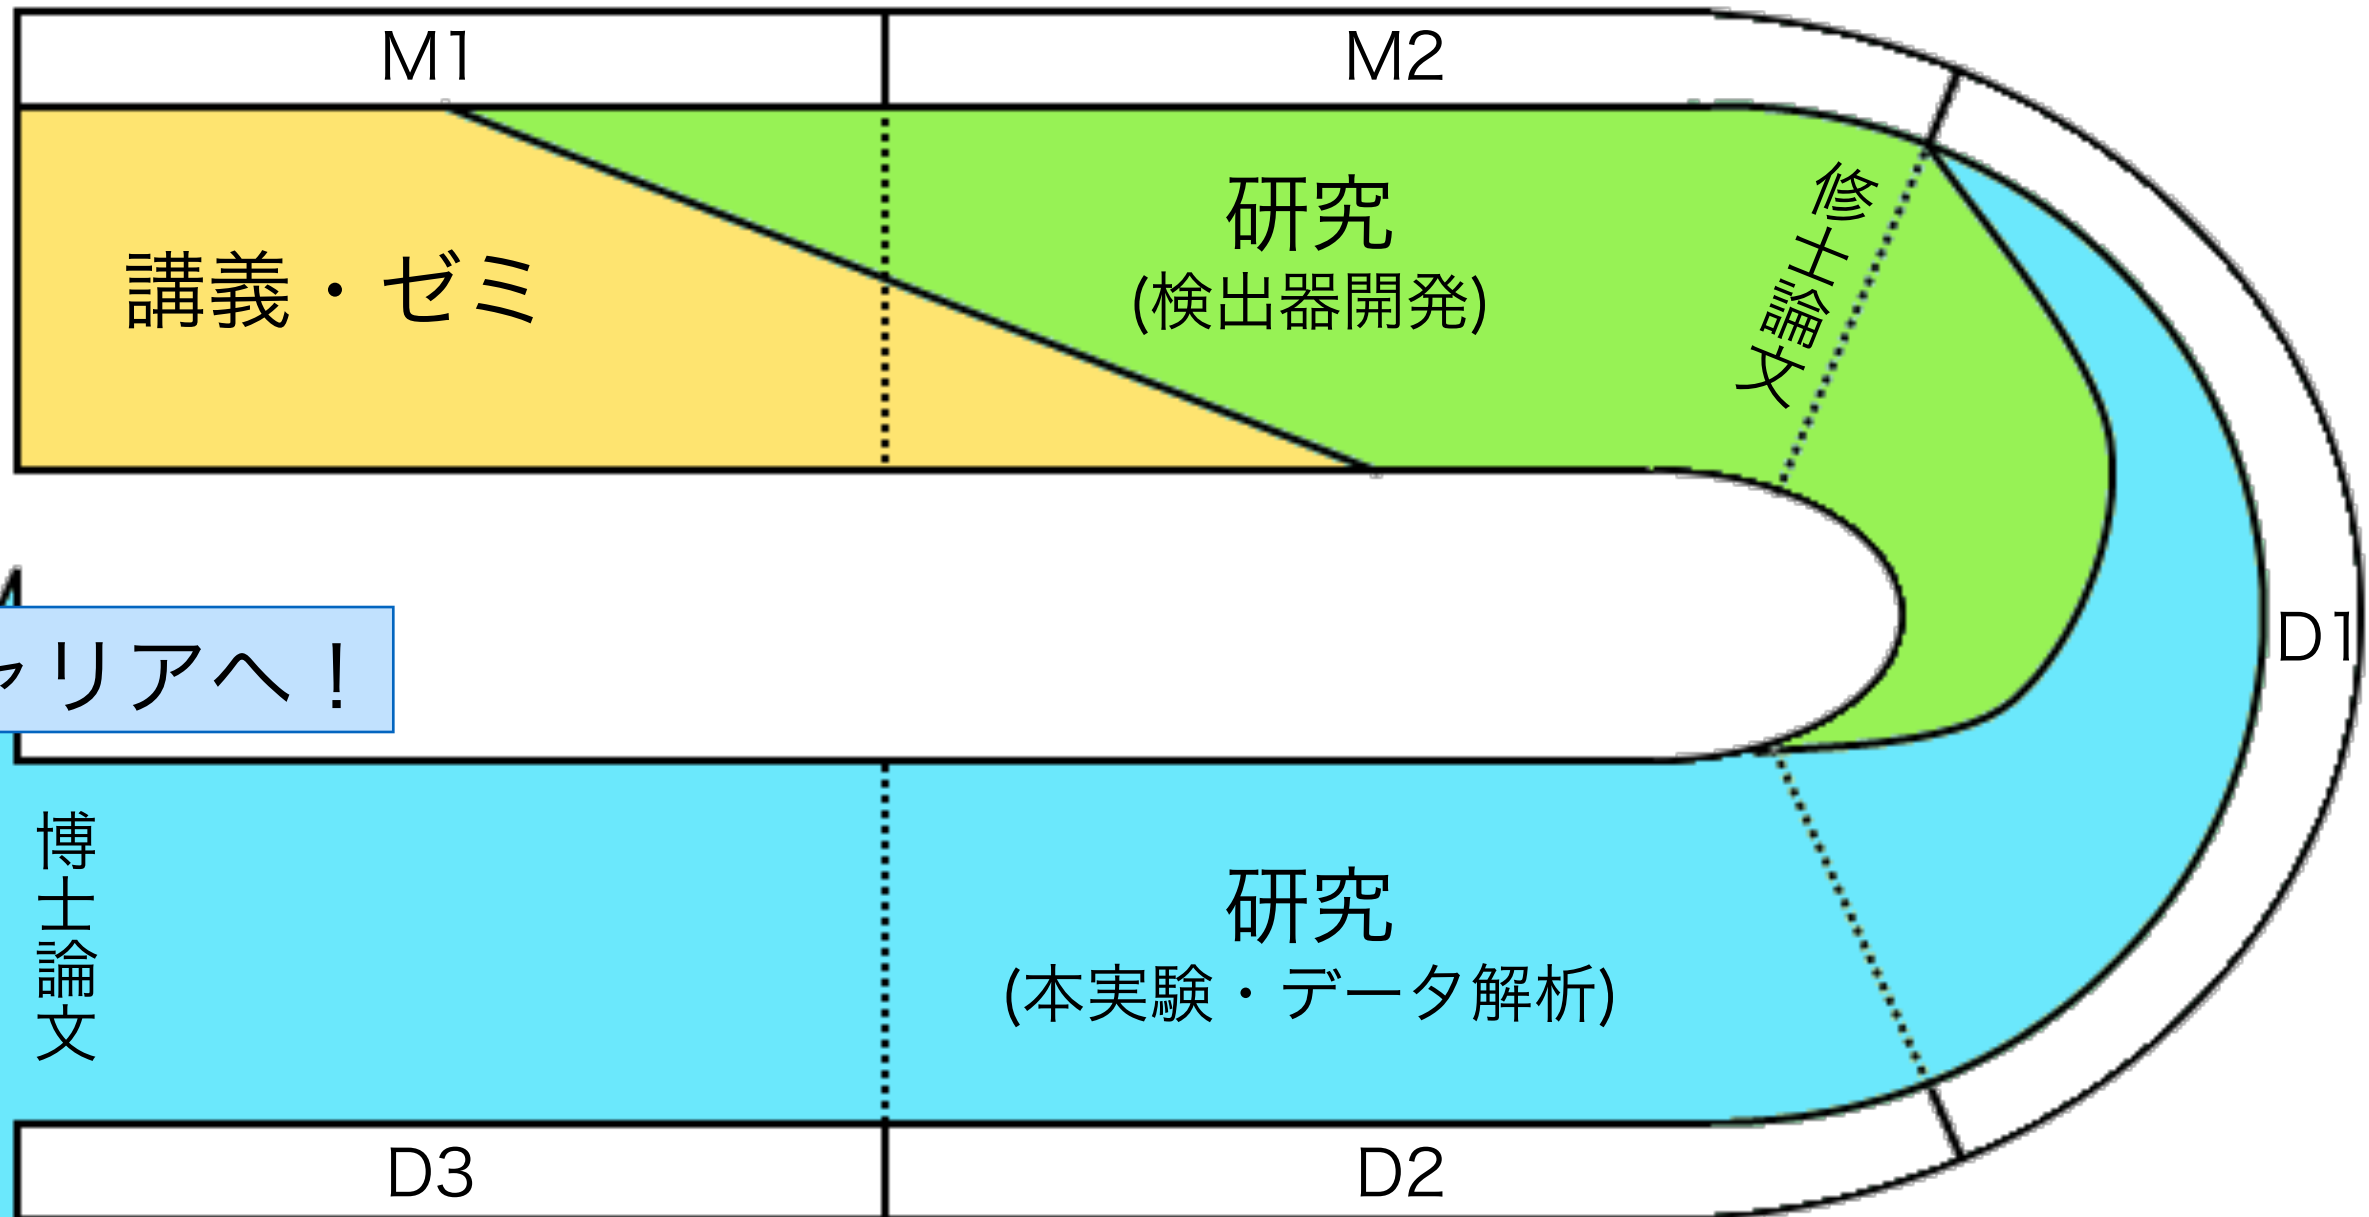 M1
M2
講義・ゼミ
研究
(検出器開発)
修士論文
D1
ャリアへ！
博士論文
研究
(本実験・データ解析)
D3
D2